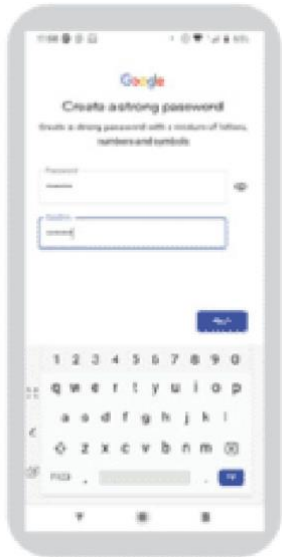 Google
Create a strong password
Create a strong password with a mixture of letters,
numbers and symbols
Password
Confirm
Next
1 2 3 4 5 6 7 8 9 0
q w e r t y u i o p
a s d f g h j k l
z x c v b n m